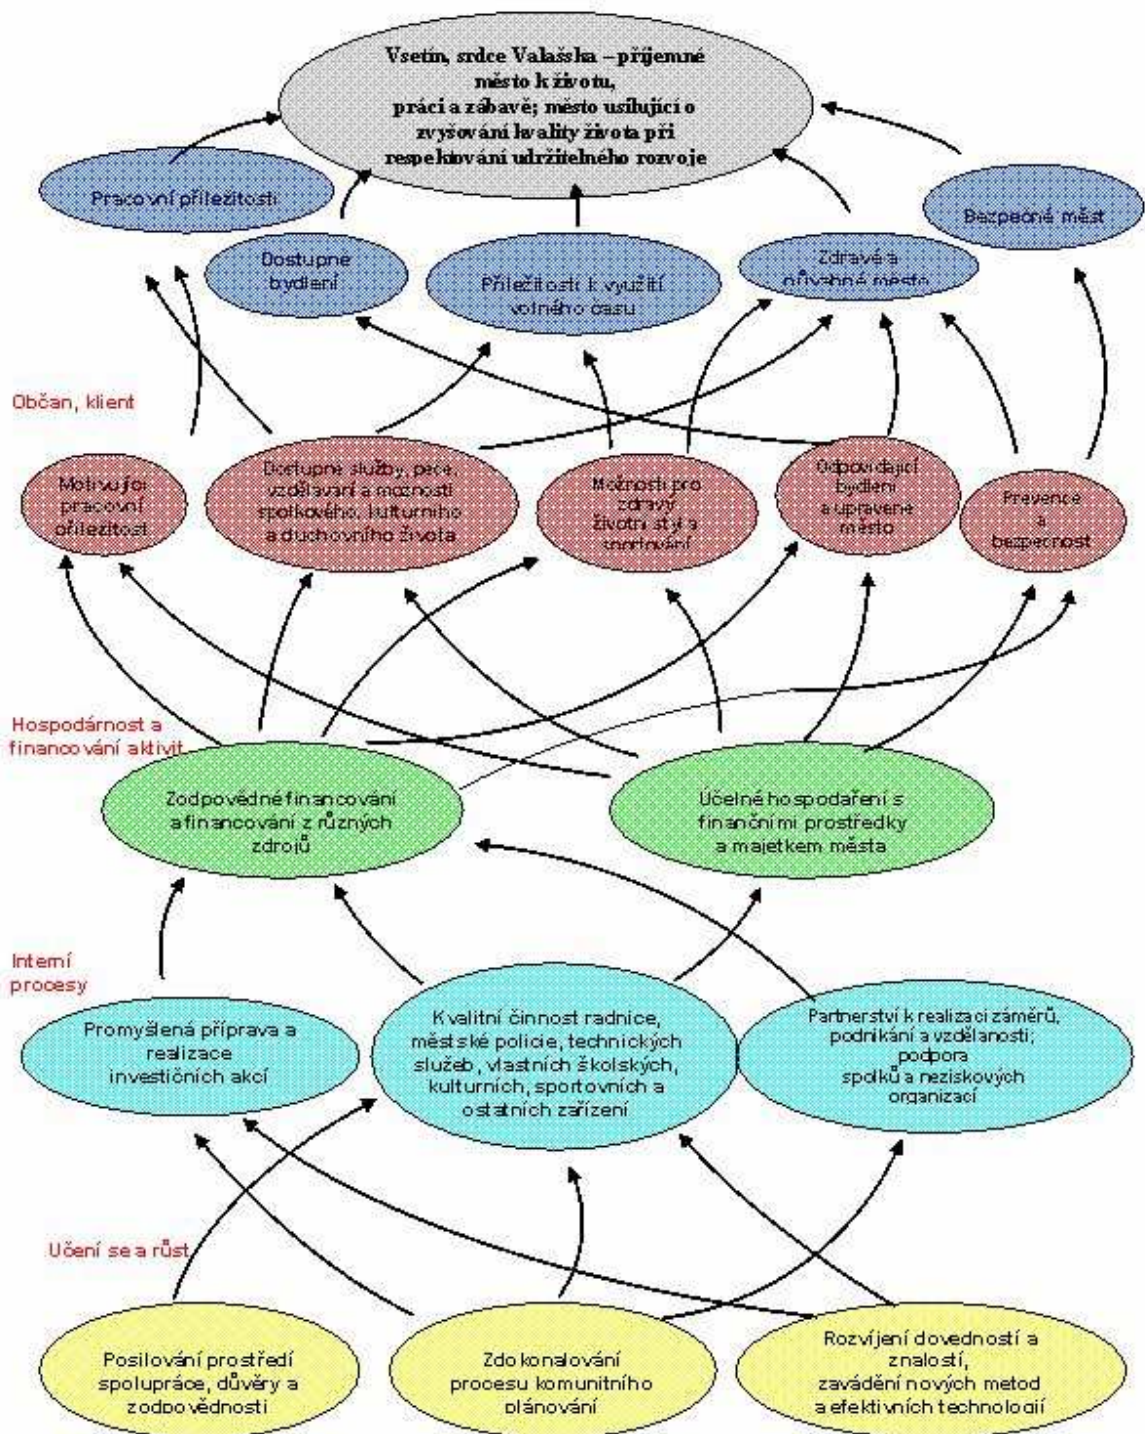 Vsetín, srdce Valašska – příjemné
město k životu,
práci a zábavě; město usilující o
zvyšování kvality života při
respektování udržitelného rozvoje
Pracovní příležitosti
Bezpečné měst
Dostupné
bydlení
Příležitosti k využití
volného času
Zdravé a
půvabné město
Občan, klient
Motivující
pracovní
příležitosti
Dostupné služby, péče,
vzdělávaní a možnosti
spolkového, kulturního
a duchovního života
Možnosti pro
zdravý
životní styl a
sportování
Odpovídající
bydlení
a upravené
město
Prevence
a
bezpečnost
Hospodárnost a
financování aktivit
Zodpovědné financování
a financování z různých
zdrojů
Účelné hospodaření s
finančními prostředky
a majetkem města
Interní
procesy
Promyšlená příprava a
realizace
investičních akcí
Kvalitní činnost radnice,
městské policie, technických
služeb, vlastních školských,
kulturních, sportovních a
ostatních zařízení
Partnerství k realizaci záměrů,
podnikání a vzdělanosti;
podpora
spolků a neziskových
organizací
Učení se a růst
Posilování prostředí
spolupráce, důvěry a
zodpovědnosti
Zdokonalování
procesu komunitního
plánování
Rozvíjení dovedností a
znalostí,
zavádění nových metod
a efektivních technologií